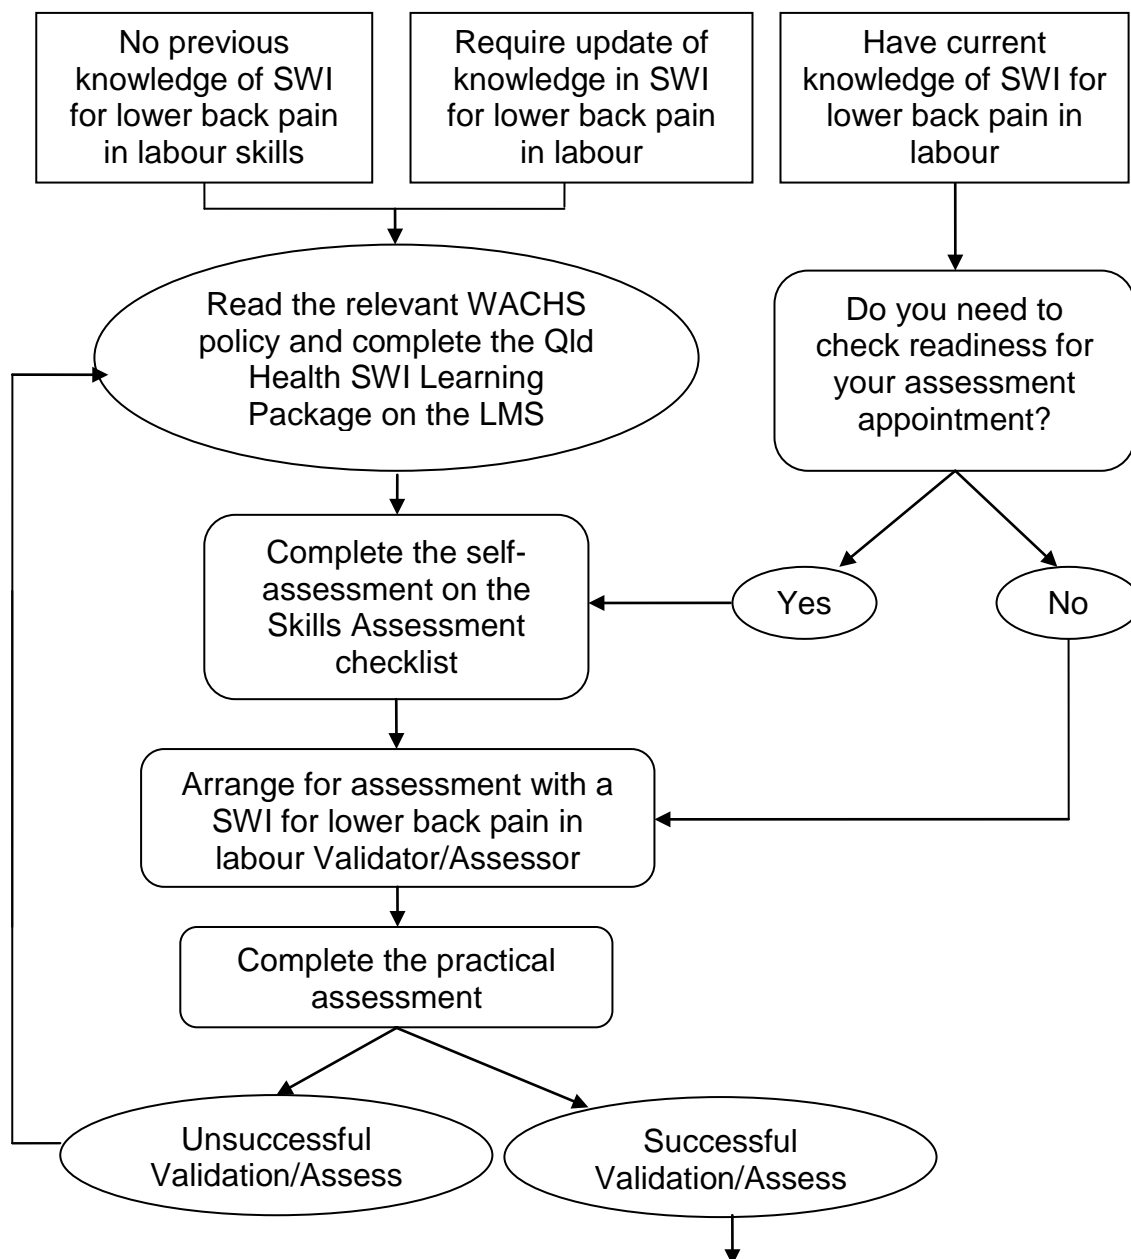 No previous
knowledge of SWI
for lower back pain
in labour skills
Require update of
knowledge in SWI
for lower back pain
in labour
Have current
knowledge of SWI for
lower back pain in
labour
Read the relevant WACHS
policy and complete the Qld
Health SWI Learning
Package on the LMS
Do you need to
check readiness for
your assessment
appointment?
Complete the self-
assessment on the
Skills Assessment
checklist
Yes
No
Arrange for assessment with a
SWI for lower back pain in
labour Validator/Assessor
Complete the practical
assessment
Unsuccessful
Validation/Assess
Successful
Validation/Assess